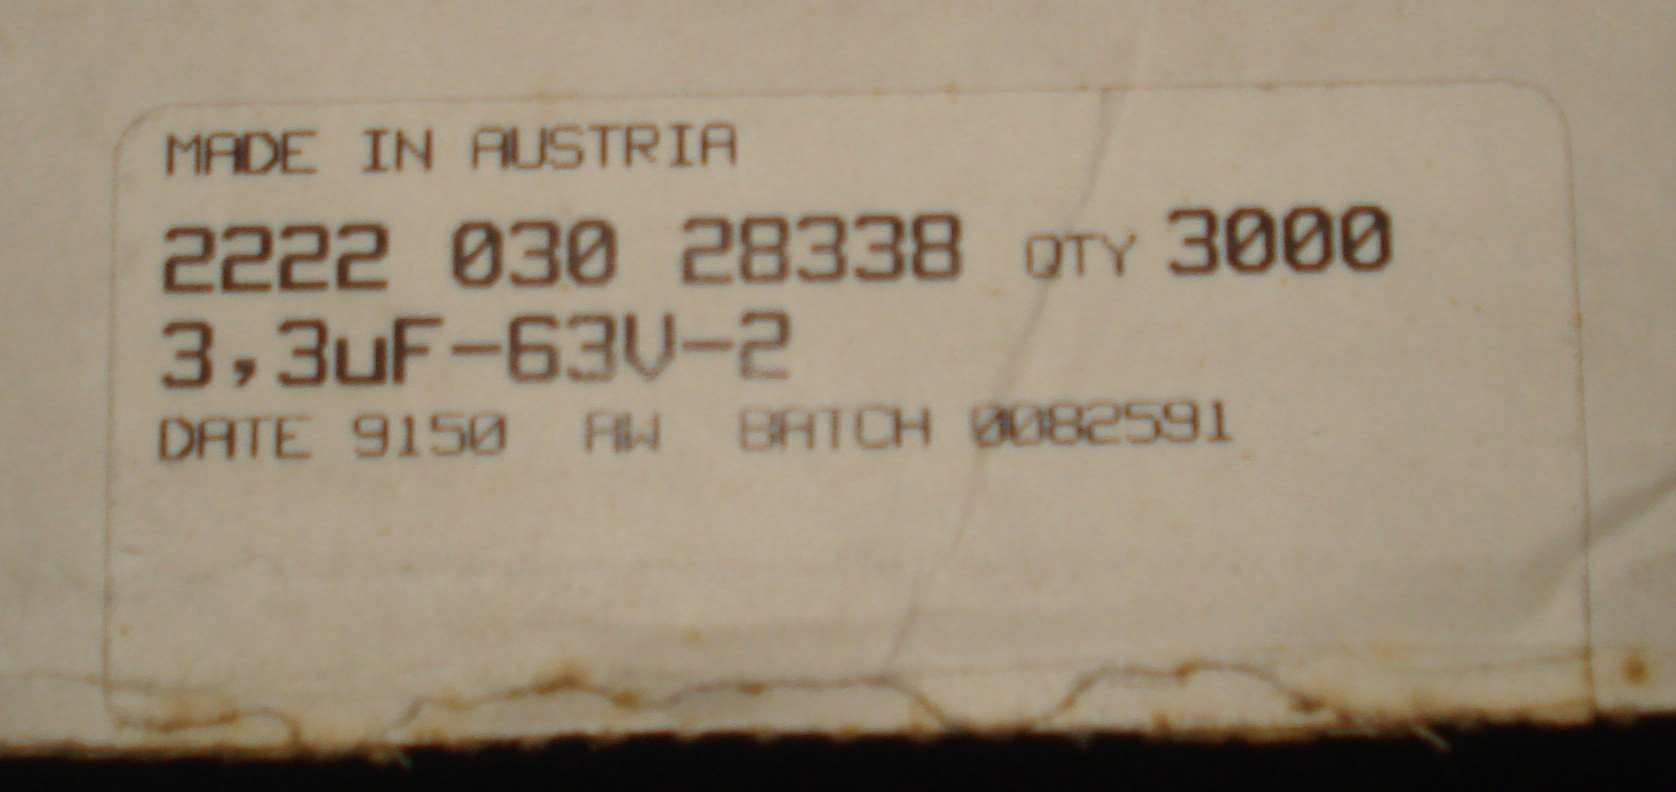 MADE IN AUSTRIA
2222 030 28338 QTY 3000
3,3uF-63V-2
DATE 9150 AW BATCH 0082591